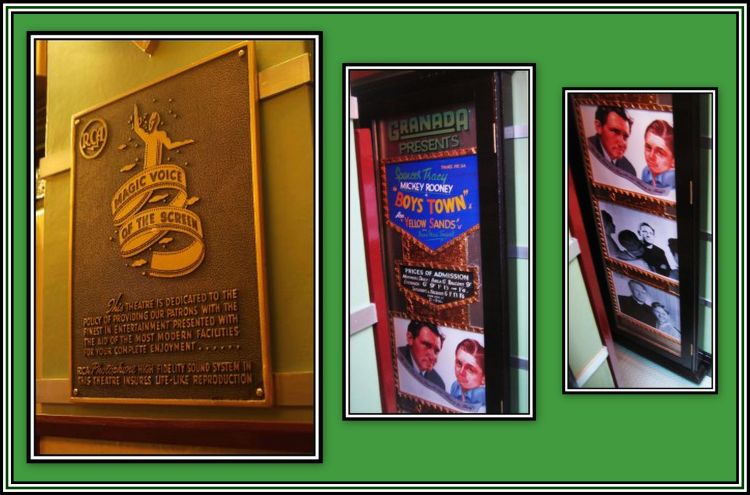 RCA
MAGIC VOICE
OF THE SCREEN
This THEATRE IS DEDICATED TO THE
POLICY OF PROVIDING OUR PATRONS WITH THE
FINEST IN ENTERTAINMENT PRESENTED WITH
THE AID OF THE MOST MODERN FACILITIES
FOR YOUR COMPLETE ENJOYMENT
RCA Photophone HIGH FIDELITY SOUND SYSTEM IN
THIS THEATRE INSURES LIFE-LIKE REPRODUCTION
GRANADA
PRESENTS
Spencer Tracy
MICKEY ROONEY
"BOYS TOWN"
"YELLOW SANDS"
PRICES OF ADMISSION